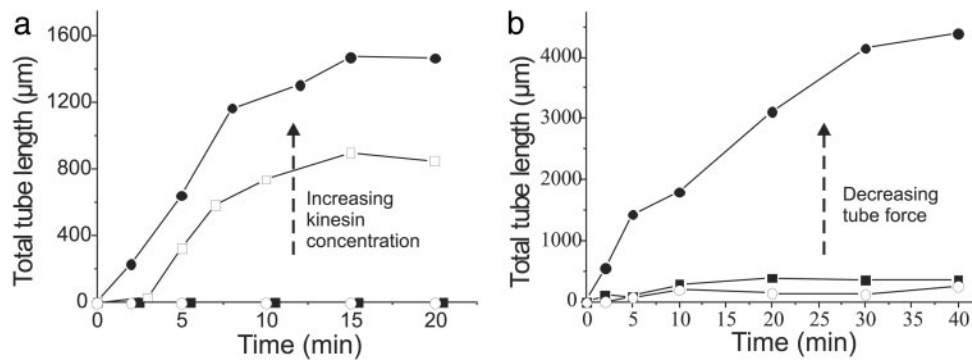 a
Total tube length (μm)
1600
1200
800
400
0
0
5
10
15
20
Time (min)
Increasing
kinesin
concentration
b
Total tube length (μm)
4000
3000
2000
1000
0
0
5
10
15
20
25
30
35
40
Time (min)
Decreasing
tube force